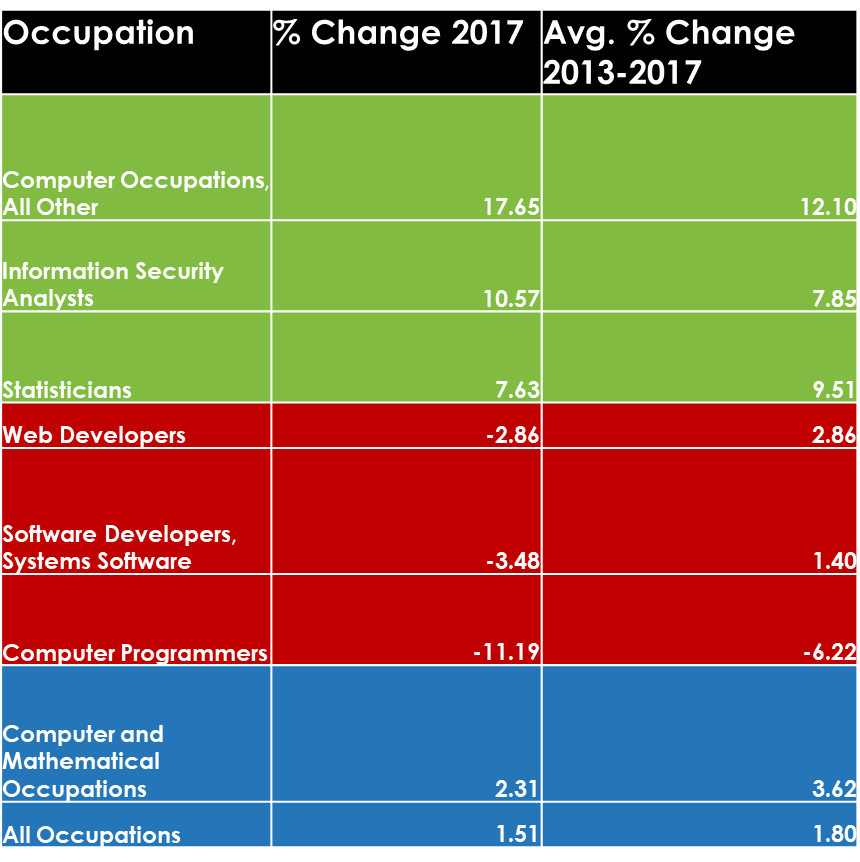 Occupation % Change 2017 Avg. % Change
2013-2017
Computer Occupations,
All Other 17.65 12.10
Information Security
Analysts 10.57 7.85
Statisticians 7.63 9.51
Web Developers -2.86 2.86
Software Developers,
Systems Software -3.48 1.40
Computer Programmers -11.19 -6.22
Computer and
Mathematical
Occupations 2.31 3.62
All Occupations 1.51 1.80